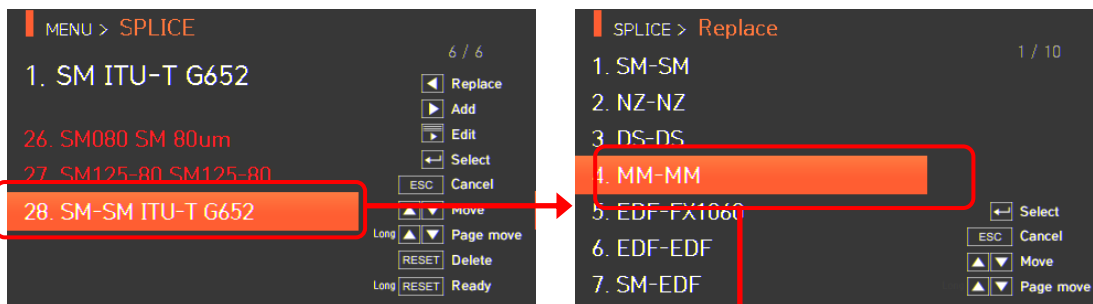 MENU > SPLICE
6 / 6
1. SM ITU-T G652
26. SM080 SM 80um
27. SM125-80 SM125-80
28. SM-SM ITU-T G652
Replace
Add
Edit
Select
ESC Cancel
Move
Long Page move
RESET Delete
Long RESET Ready
SPLICE > Replace
1 / 10
1. SM-SM
2. NZ-NZ
3. DS-DS
4. MM-MM
5. EDF-FX1060
6. EDF-EDF
7. SM-EDF
Select
ESC Cancel
Move
Long Page move